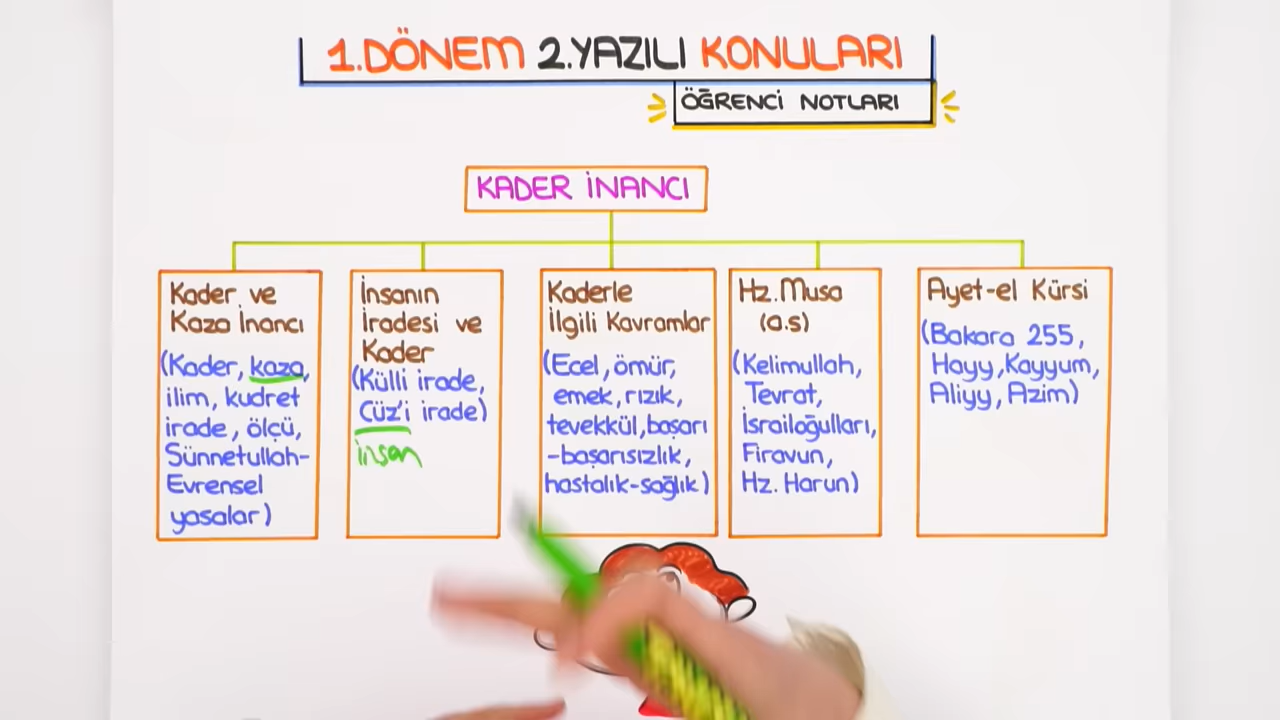 1.DÖNEM 2.YAZILI KONULARI
ÖĞRENCİ NOTLARI
KADER İNANCI
Kader ve
Kaza İnancı
(Kader, kaza,
ilim, kudret
irade, ölçü,
Sünnetullah-
Evrensel
yasalar)
İnsanın
İradesi ve
Kader
(Külli irade,
Cüz'i irade)
insan
Kaderle
İlgili Kavramlar
(Ecel, ömür,
emek, rızık,
tevekkül, başarı
-başarısızlık,
hastalık-sağlık)
Hz. Musa
(a.s)
(Kelimullah,
Tevrat,
İsrailoğulları,
Firavun,
Hz. Harun)
Ayet-el Kürsi
(Bakara 255,
Hayy, Kayyum,
Aliyy, Azim)